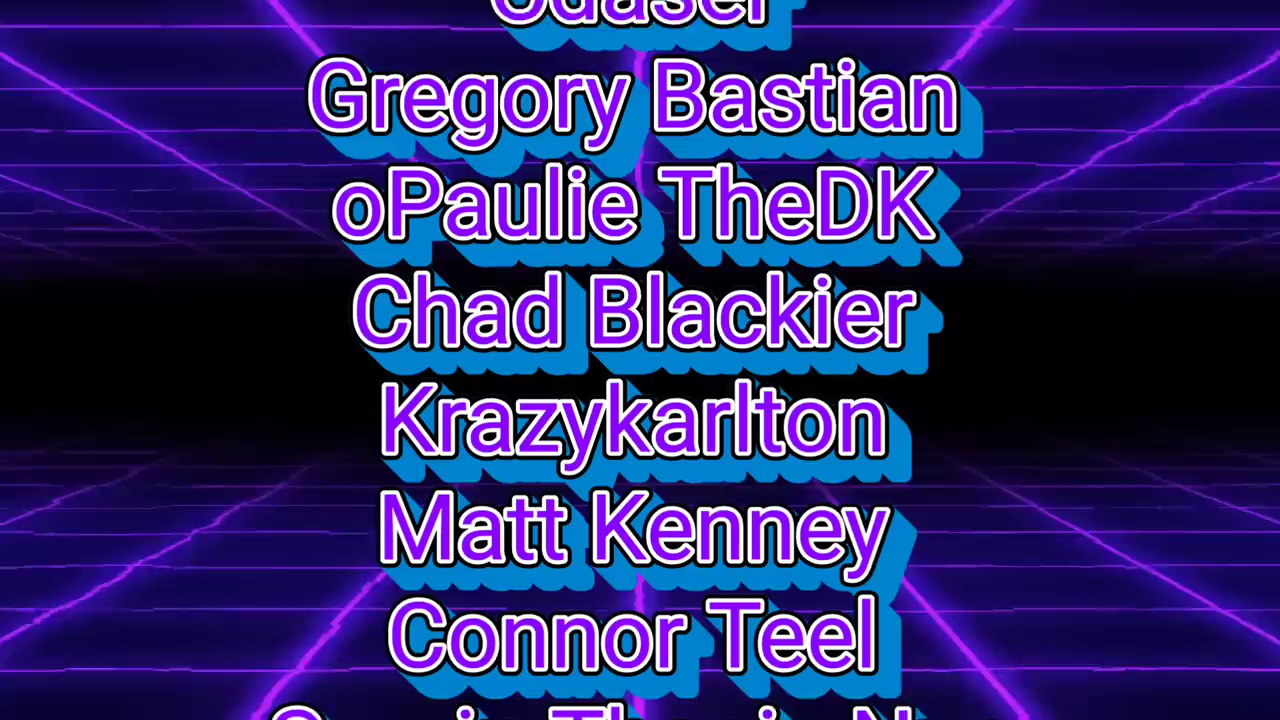 Gregory Bastian
oPaulie TheDK
Chad Blackier
Krazykarlton
Matt Kenney
Connor Teel